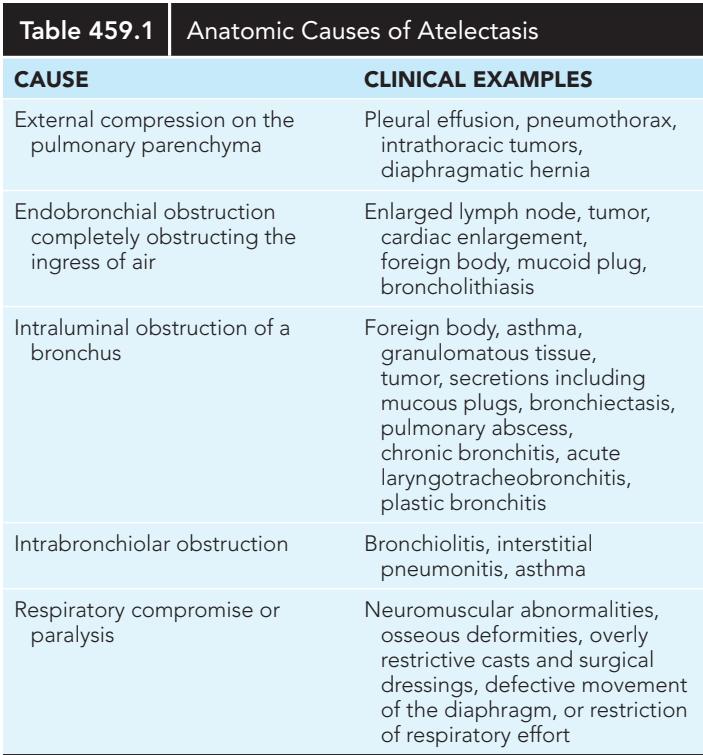 Table 459.1 Anatomic Causes of Atelectasis
CAUSE CLINICAL EXAMPLES
External compression on the
pulmonary parenchyma
Pleural effusion, pneumothorax,
intrathoracic tumors,
diaphragmatic hernia
Endobronchial obstruction
completely obstructing the
ingress of air
Enlarged lymph node, tumor,
cardiac enlargement,
foreign body, mucoid plug,
broncholithiasis
Intraluminal obstruction of a
bronchus
Foreign body, asthma,
granulomatous tissue,
tumor, secretions including
mucous plugs, bronchiectasis,
pulmonary abscess,
chronic bronchitis, acute
laryngotracheobronchitis,
plastic bronchitis
Intrabronchiolar obstruction
Bronchiolitis, interstitial
pneumonitis, asthma
Respiratory compromise or
paralysis
Neuromuscular abnormalities,
osseous deformities, overly
restrictive casts and surgical
dressings, defective movement
of the diaphragm, or restriction
of respiratory effort